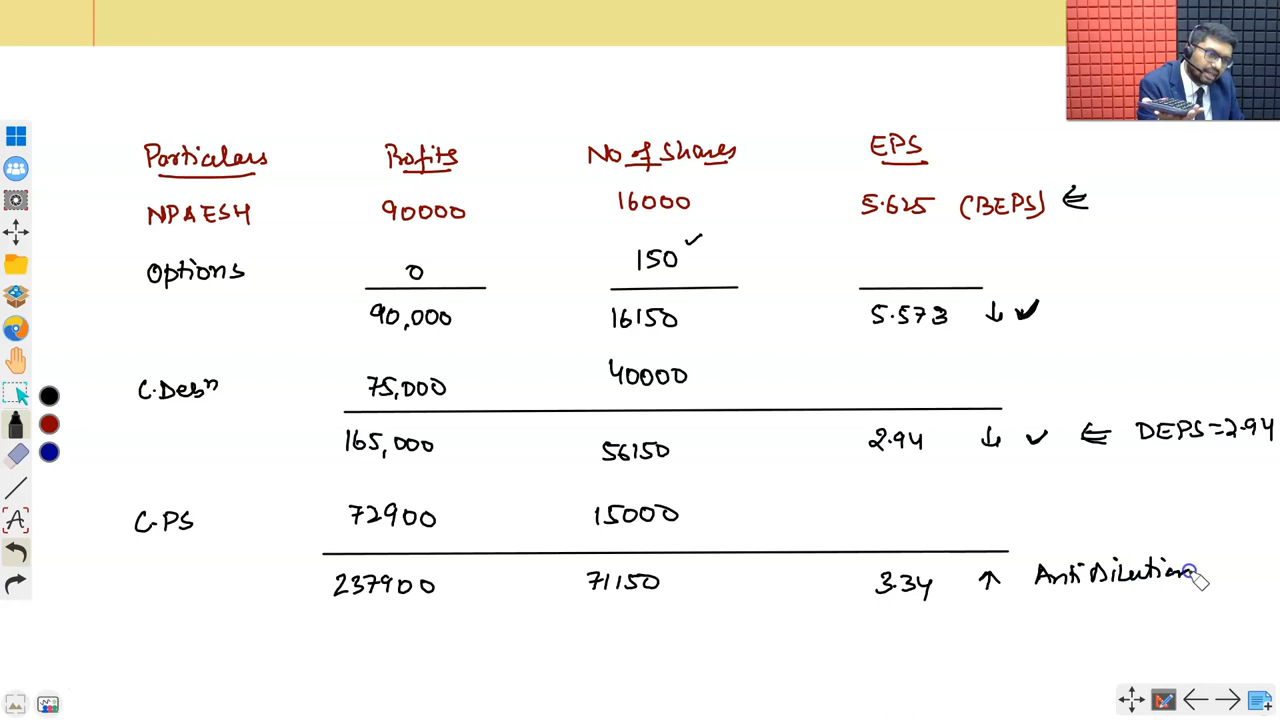 Particulars Profits No of Shares EPS
NPAESH 90000 16000 5.625 (BEPS) ⇐
Options 0 150 ✓
90,000 16150 5.573 ↓ ✓
C.Debⁿ 75,000 40000
165,000 56150 2.94 ↓ ✓ ⇐ DEPS=2.94
C.PS 72900 15000
237900 71150 3.34 ↑ Anti Dilution